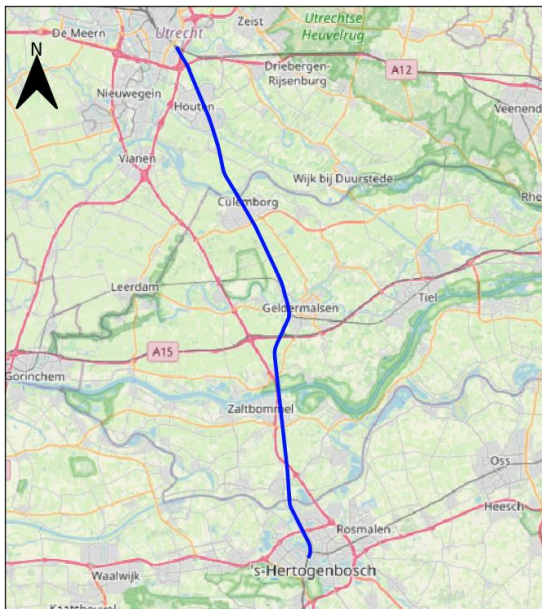 De Meern
Utrecht
Zeist
Utrechtse
Heuvelrug
N
Driebergen-
Rijsenburg
A12
Nieuwegein
Houten
Veenend
Vianen
Wijk bij Duurstede
Culemborg
Rhe
Leerdam
Geldermalsen
Tiel
A15
Gorinchem
Zaltbommel
Oss
Heesch
Rosmalen
's-Hertogenbosch
Waalwijk
Kaatsheuvel